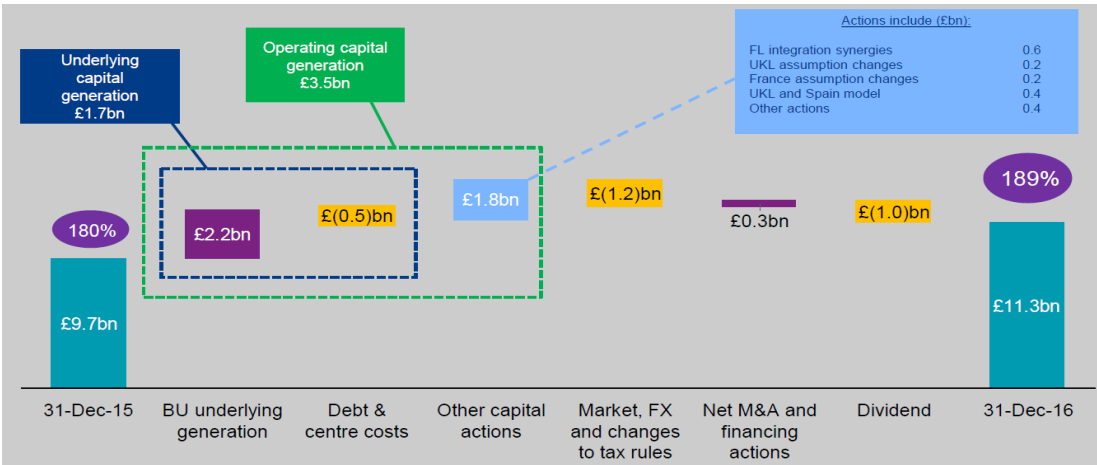 Underlying
capital
generation
£1.7bn
Operating capital
generation
£3.5bn
Actions include (£bn):
FL integration synergies 0.6
UKL assumption changes 0.2
France assumption changes 0.2
UKL and Spain model 0.4
Other actions 0.4
180%
£9.7bn
£2.2bn
£(0.5)bn
£1.8bn
£(1.2)bn
£0.3bn
£(1.0)bn
189%
£11.3bn
31-Dec-15
BU underlying
generation
Debt &
centre costs
Other capital
actions
Market, FX
and changes
to tax rules
Net M&A and
financing
actions
Dividend
31-Dec-16